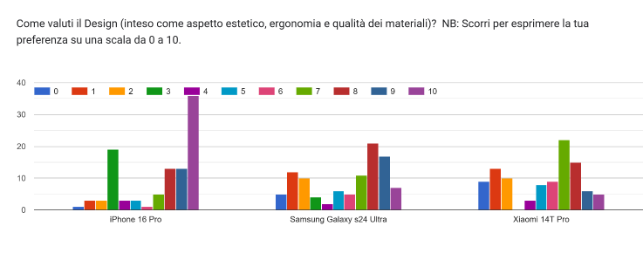 Come valuti il Design (inteso come aspetto estetico, ergonomia e qualità dei materiali)? NB: Scorri per esprimere la tua
preferenza su una scala da 0 a 10.
40
0 1 2 3 4 5 6 7 8 9 10
30
20
10
0
iPhone 16 Pro Samsung Galaxy s24 Ultra Xiaomi 14T Pro